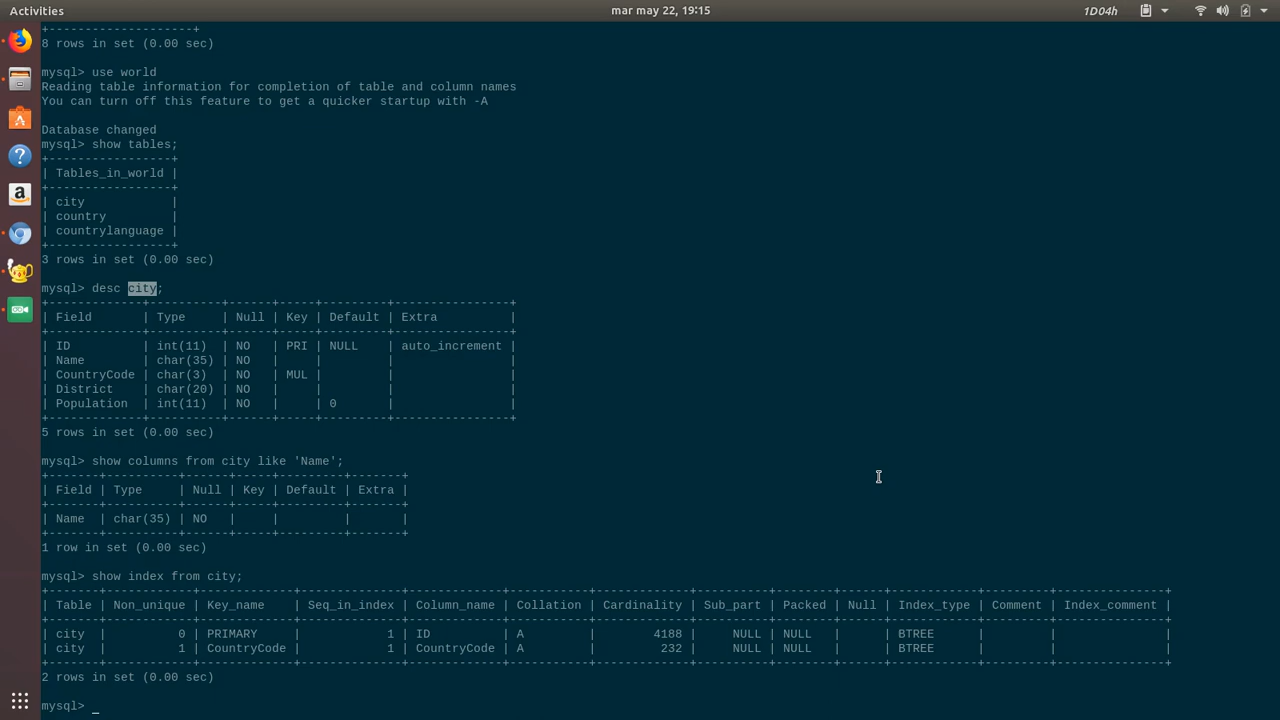 Activities mar may 22, 19:15 1D04h
+-------------------+
8 rows in set (0.00 sec)
mysql> use world
Reading table information for completion of table and column names
You can turn off this feature to get a quicker startup with -A
Database changed
mysql> show tables;
+-----------------+
| Tables_in_world |
+-----------------+
| city            |
| country         |
| countrylanguage |
+-----------------+
3 rows in set (0.00 sec)
mysql> desc city;
+-------------+----------+------+-----+---------+----------------+
| Field       | Type     | Null | Key | Default | Extra          |
+-------------+----------+------+-----+---------+----------------+
| ID          | int(11)  | NO   | PRI | NULL    | auto_increment |
| Name        | char(35) | NO   |     |         |                |
| CountryCode | char(3)  | NO   | MUL |         |                |
| District    | char(20) | NO   |     |         |                |
| Population  | int(11)  | NO   |     | 0       |                |
+-------------+----------+------+-----+---------+----------------+
5 rows in set (0.00 sec)
mysql> show columns from city like 'Name';
+-------+----------+------+-----+---------+-------+
| Field | Type     | Null | Key | Default | Extra |
+-------+----------+------+-----+---------+-------+
| Name  | char(35) | NO   |     |         |       |
+-------+----------+------+-----+---------+-------+
1 row in set (0.00 sec)
mysql> show index from city;
+-------+------------+-------------+--------------+-------------+-----------+-------------+----------+--------+------+------------+---------+---------------+
| Table | Non_unique | Key_name    | Seq_in_index | Column_name | Collation | Cardinality | Sub_part | Packed | Null | Index_type | Comment | Index_comment |
+-------+------------+-------------+--------------+-------------+-----------+-------------+----------+--------+------+------------+---------+---------------+
| city  |          0 | PRIMARY     |            1 | ID          | A         |        4188 |     NULL | NULL   |      | BTREE      |         |               |
| city  |          1 | CountryCode |            1 | CountryCode | A         |         232 |     NULL | NULL   |      | BTREE      |         |               |
+-------+------------+-------------+--------------+-------------+-----------+-------------+----------+--------+------+------------+---------+---------------+
2 rows in set (0.00 sec)
mysql> _